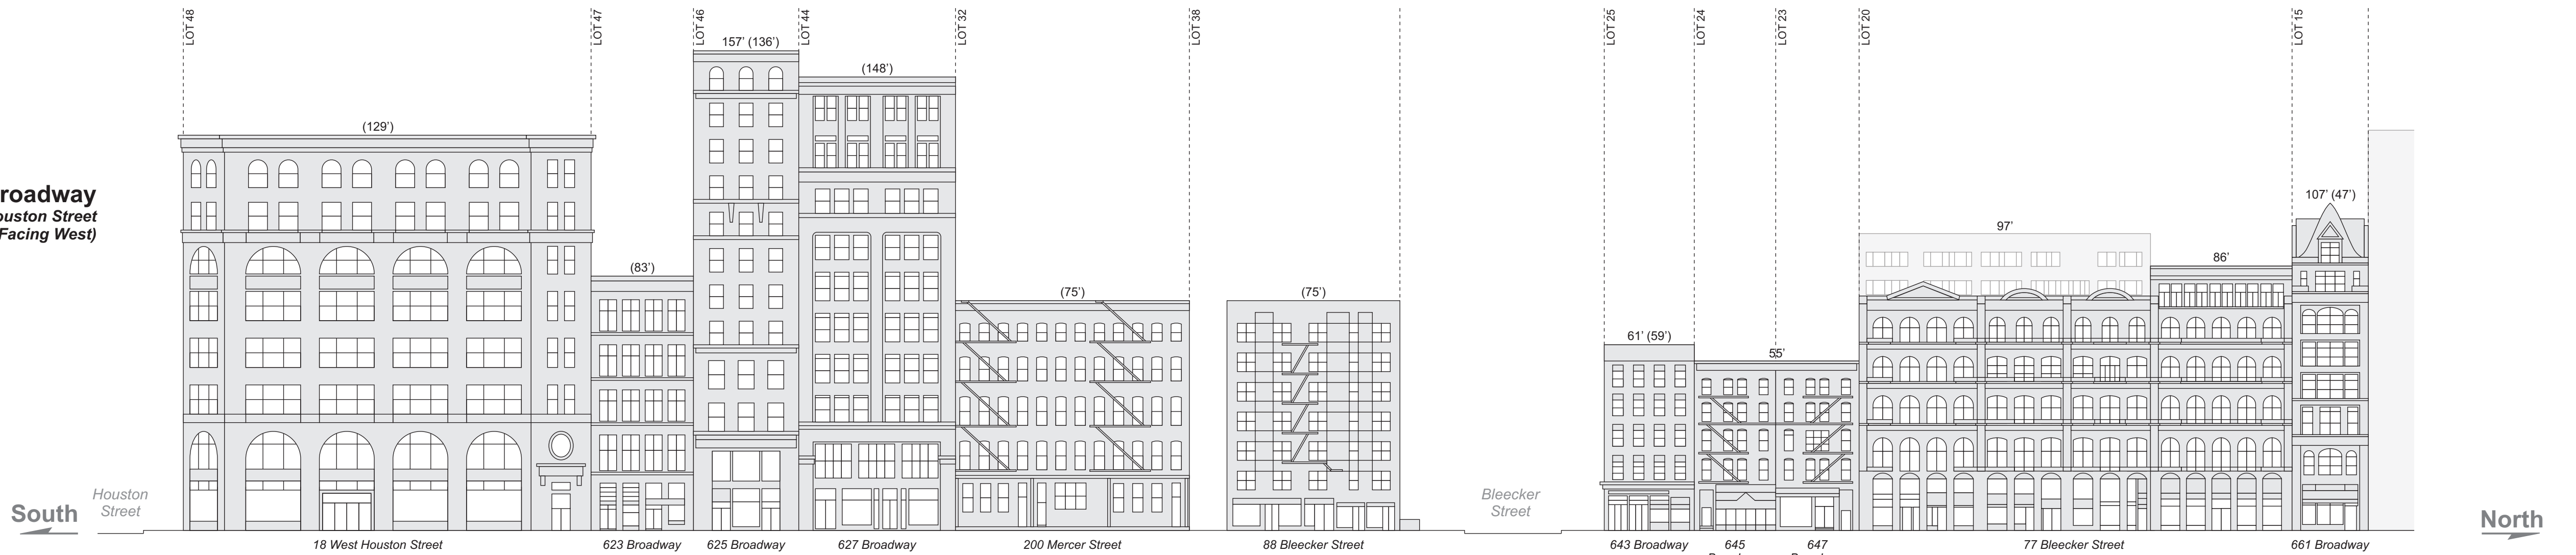 LOT 48
LOT 47
LOT 46
LOT 44
LOT 32
LOT 38
LOT 25
LOT 24
LOT 23
LOT 20
LOT 15
157' (136')
(148')
(129')
roadway
ouston Street
Facing West)
107' (47')
97'
86'
(83')
(75')
(75')
61' (59')
55'
Houston
Street
Bleecker
Street
South
North
18 West Houston Street
623 Broadway
625 Broadway
627 Broadway
200 Mercer Street
88 Bleecker Street
643 Broadway
645
647
77 Bleecker Street
661 Broadway